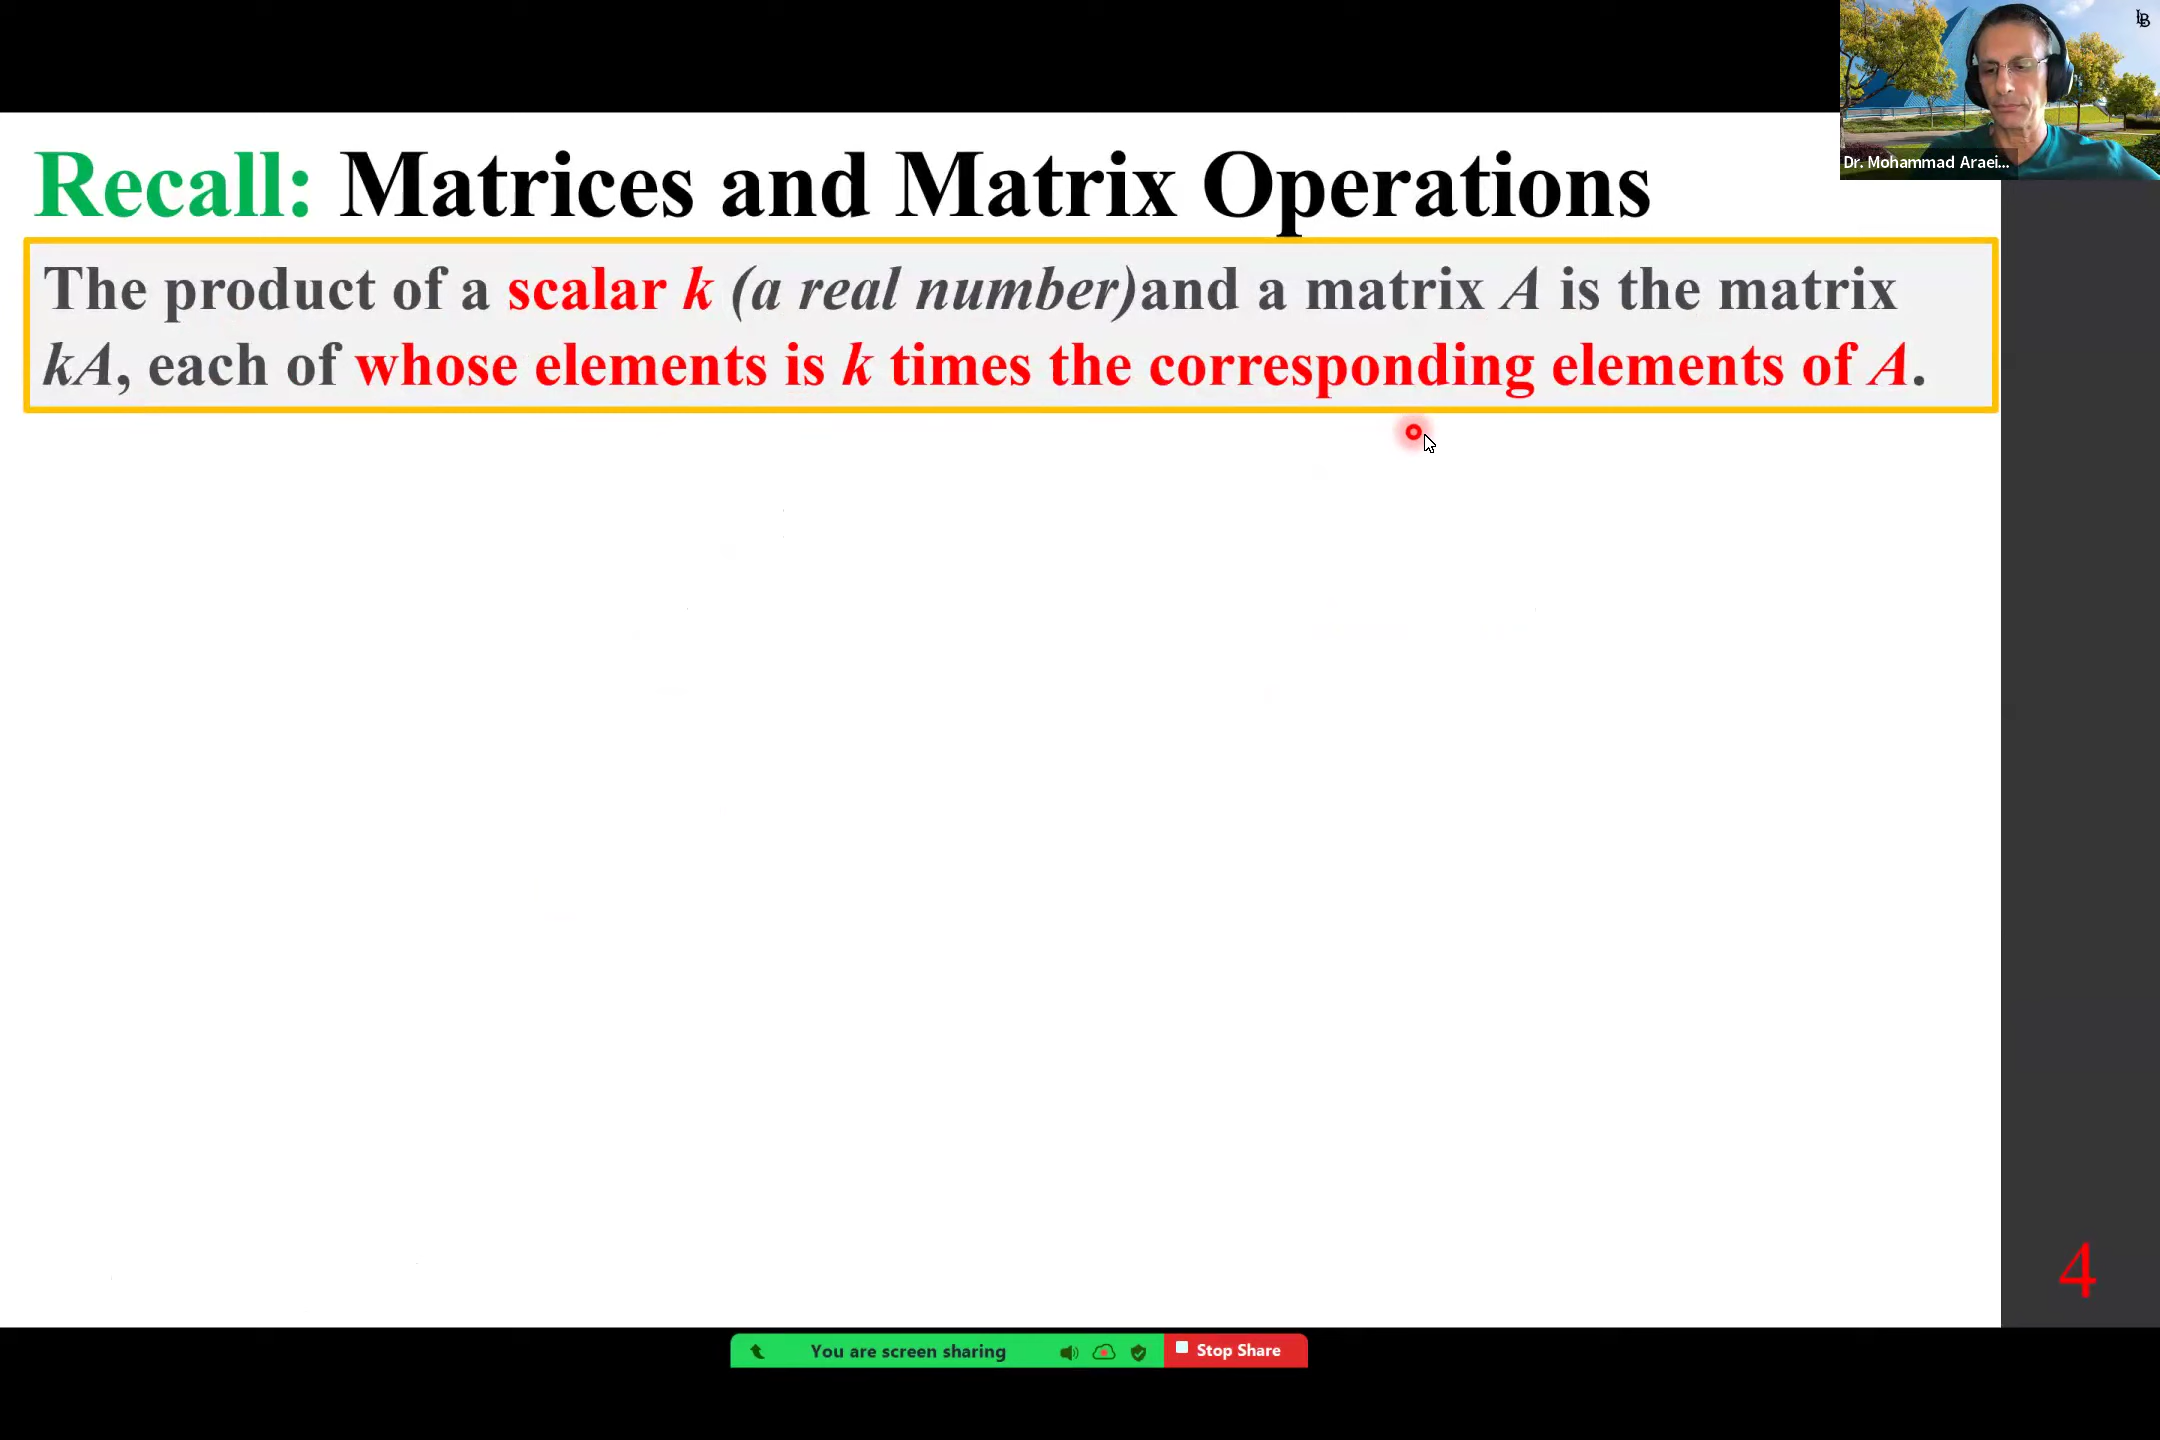 LB
Dr. Mohammad Araei...
Recall: Matrices and Matrix Operations
The product of a scalar k (a real number)and a matrix A is the matrix
kA, each of whose elements is k times the corresponding elements of A.
4
You are screen sharing
Stop Share